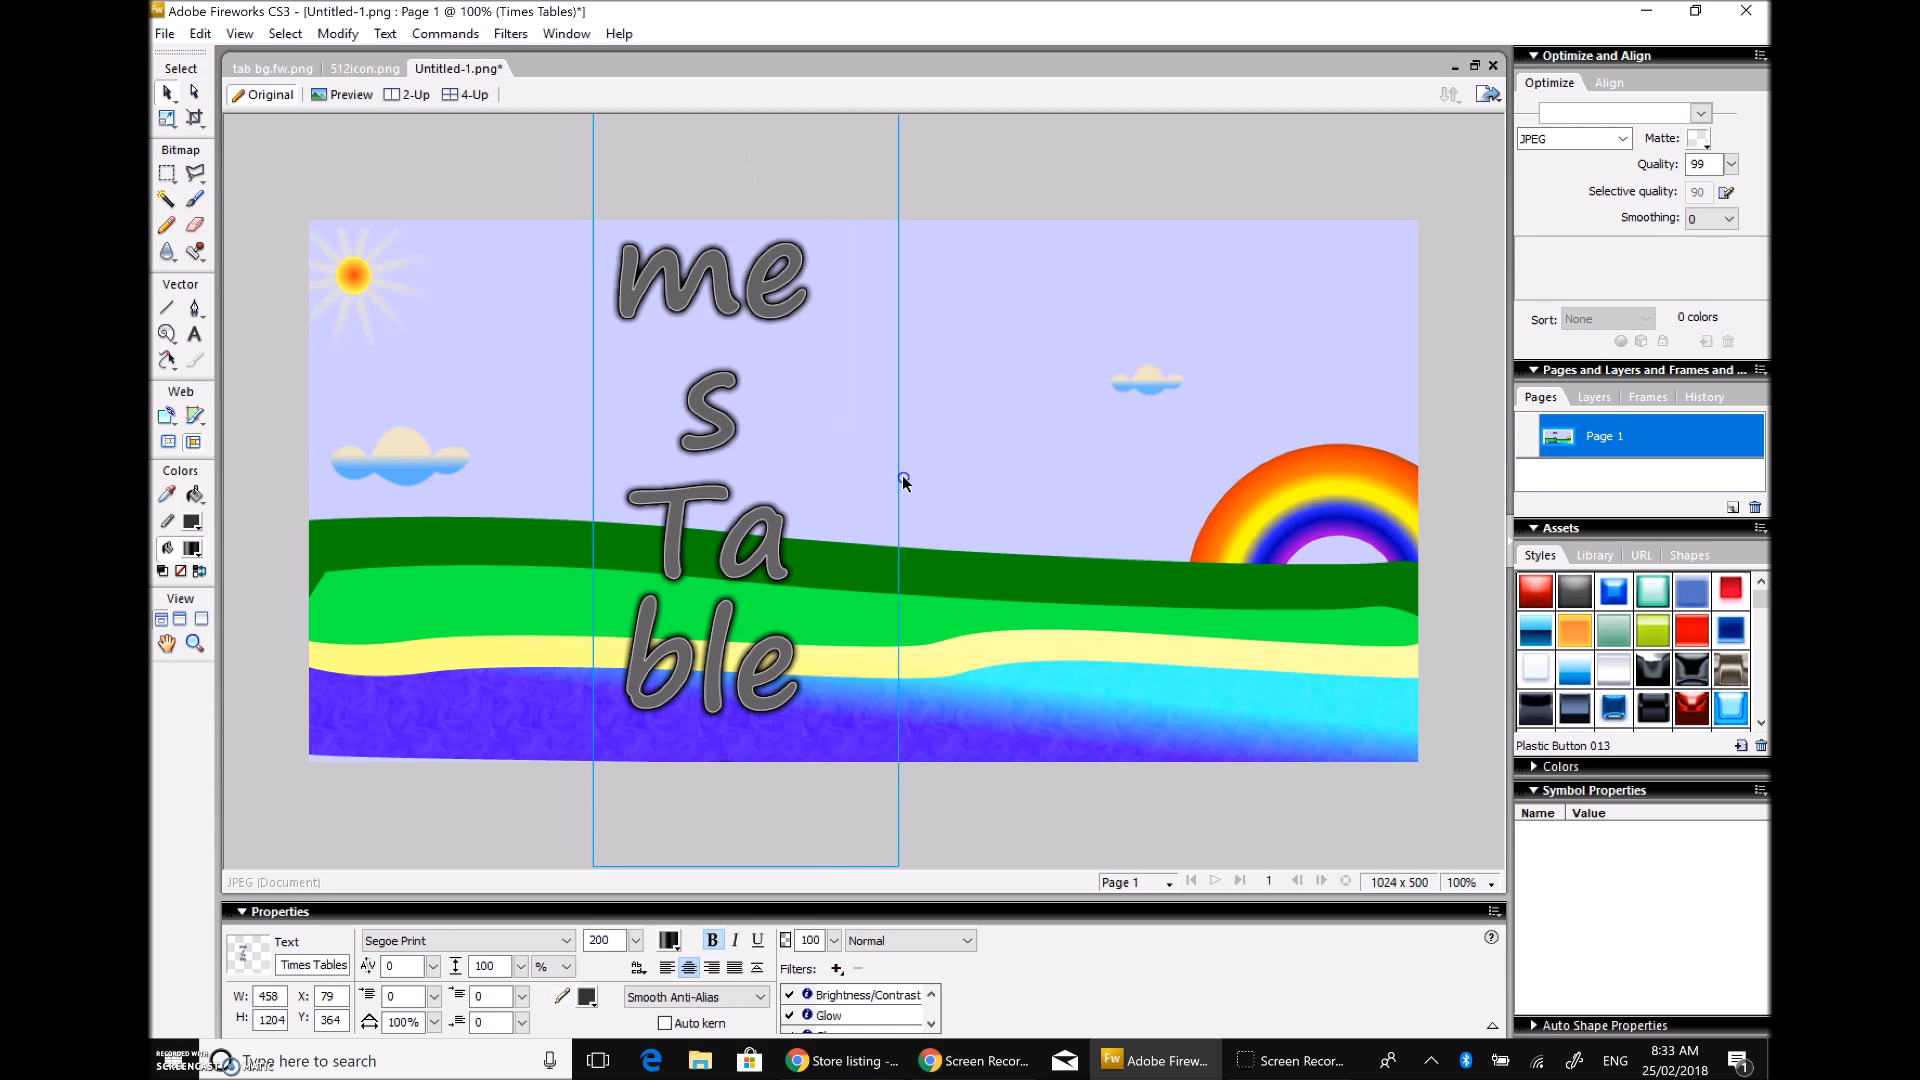 Adobe Fireworks CS3 - [Untitled-1.png : Page 1 @ 100% (Times Tables)*]
File Edit View Select Modify Text Commands Filters Window Help
Select
Bitmap
Vector
Web
Colors
View
tab bg.fw.png 512icon.png Untitled-1.png*
Original Preview 2-Up 4-Up
me
s
Ta
ble
JPEG (Document)
Page 1 1 1024 x 500 100%
Optimize and Align
Optimize Align
JPEG Matte:
Quality: 99
Selective quality: 90
Smoothing: 0
Sort: None 0 colors
Pages and Layers and Frames and ...
Pages Layers Frames History
Page 1
Assets
Styles Library URL Shapes
Plastic Button 013
Colors
Symbol Properties
Name Value
Auto Shape Properties
Properties
Text Segoe Print 200 B I U 100 Normal
Times Tables 0 100 % Filters:
W: 458 X: 79 0 0 Smooth Anti-Alias Brightness/Contrast
H: 1204 Y: 364 100% 0 Auto kern Glow
RECORDED WITH
SCREENCAST MATIC
Type here to search Store listing -... Screen Recor... Adobe Firew... Screen Recor... ENG 8:33 AM
25/02/2018 1